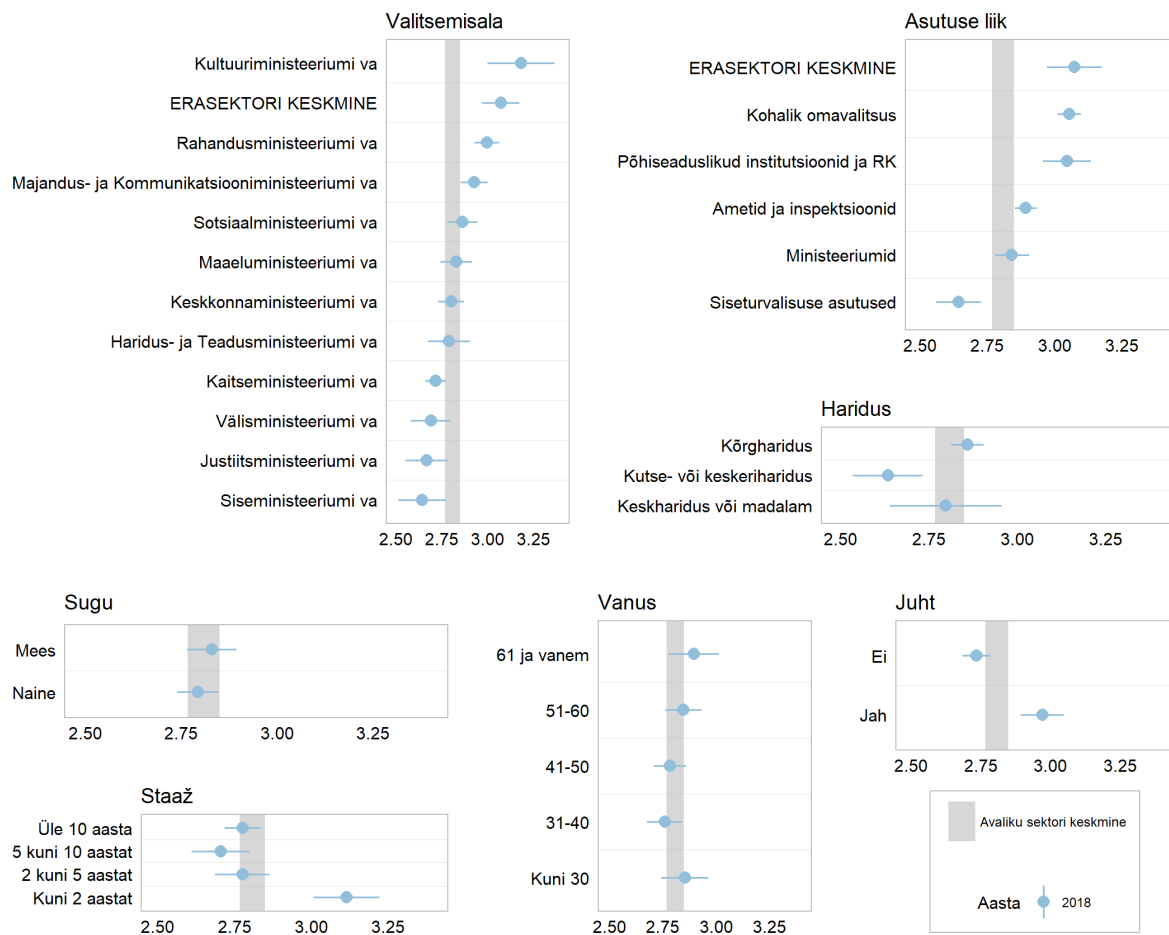 Valitsemisala
Kultuuriministeeriumi va
ERASEKTORI KESKMINE
Rahandusministeeriumi va
Majandus- ja Kommunikatsiooniministeeriumi va
Sotsiaalministeeriumi va
Maaeluministeeriumi va
Keskkonnaministeeriumi va
Haridus- ja Teadusministeeriumi va
Kaitseministeeriumi va
Välisministeeriumi va
Justiitsministeeriumi va
Siseministeeriumi va
2.50 2.75 3.00 3.25
Asutuse liik
ERASEKTORI KESKMINE
Kohalik omavalitsus
Põhiseaduslikud institutsioonid ja RK
Ametid ja inspektsioonid
Ministeeriumid
Siseturvalisuse asutused
2.50 2.75 3.00 3.25
Haridus
Kõrgharidus
Kutse- või keskeriharidus
Keskharidus või madalam
2.50 2.75 3.00 3.25
Sugu
Mees
Naine
2.50 2.75 3.00 3.25
Staaž
Üle 10 aasta
5 kuni 10 aastat
2 kuni 5 aastat
Kuni 2 aastat
2.50 2.75 3.00 3.25
Vanus
61 ja vanem
51-60
41-50
31-40
Kuni 30
2.50 2.75 3.00 3.25
Juht
Ei
Jah
2.50 2.75 3.00 3.25
Avaliku sektori keskmine
Aasta 2018